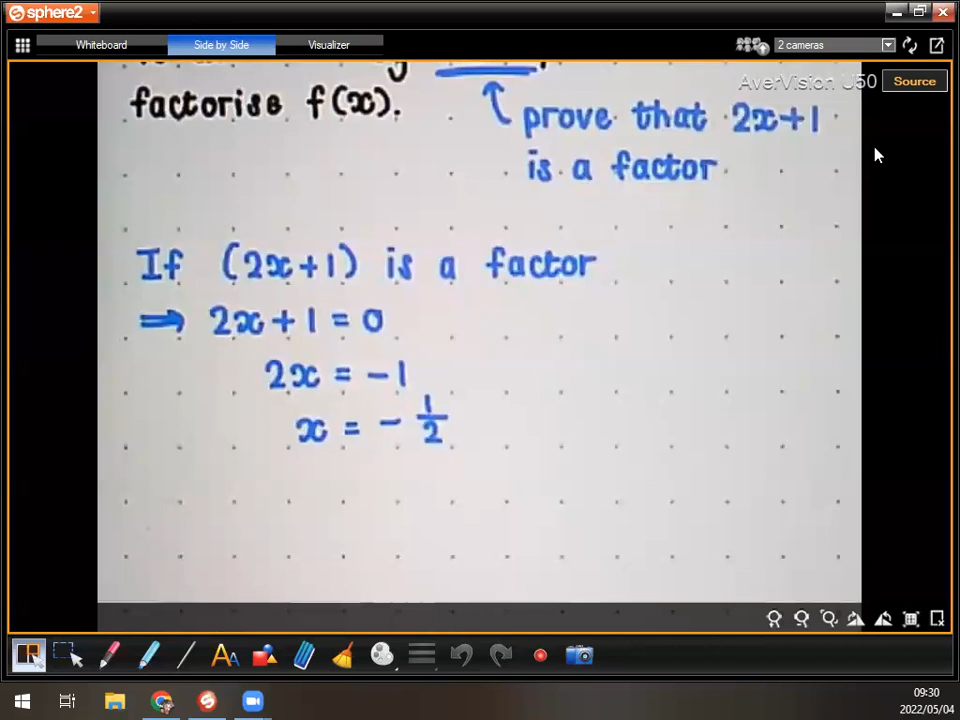 sphere2
Whiteboard
Side by Side
Visualizer
2 cameras
AverVision U50
Source
factorise f(x).
prove that 2x+1
is a factor
If (2x+1) is a factor
⇒ 2x+1=0
2x = -1
x = - 1/2
09:30
2022/05/04